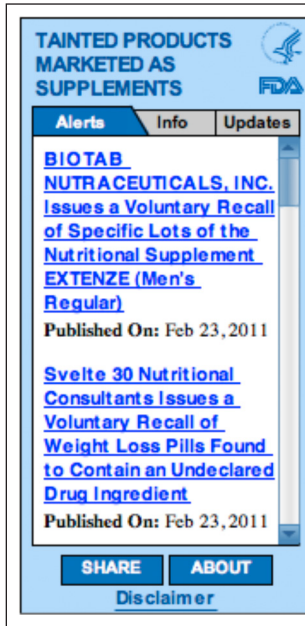 TAINTED PRODUCTS
MARKETED AS
SUPPLEMENTS
FDA
Alerts
Info
Updates
BIOTAB
NUTRACEUTICALS, INC.
Issues a Voluntary Recall
of Specific Lots of the
Nutritional Supplement
EXTENZE (Men's
Regular)
Published On: Feb 23, 2011
Svelte 30 Nutritional
Consultants Issues a
Voluntary Recall of
Weight Loss Pills Found
to Contain an Undeclared
Drug Ingredient
Published On: Feb 23, 2011
SHARE
ABOUT
Disclaimer